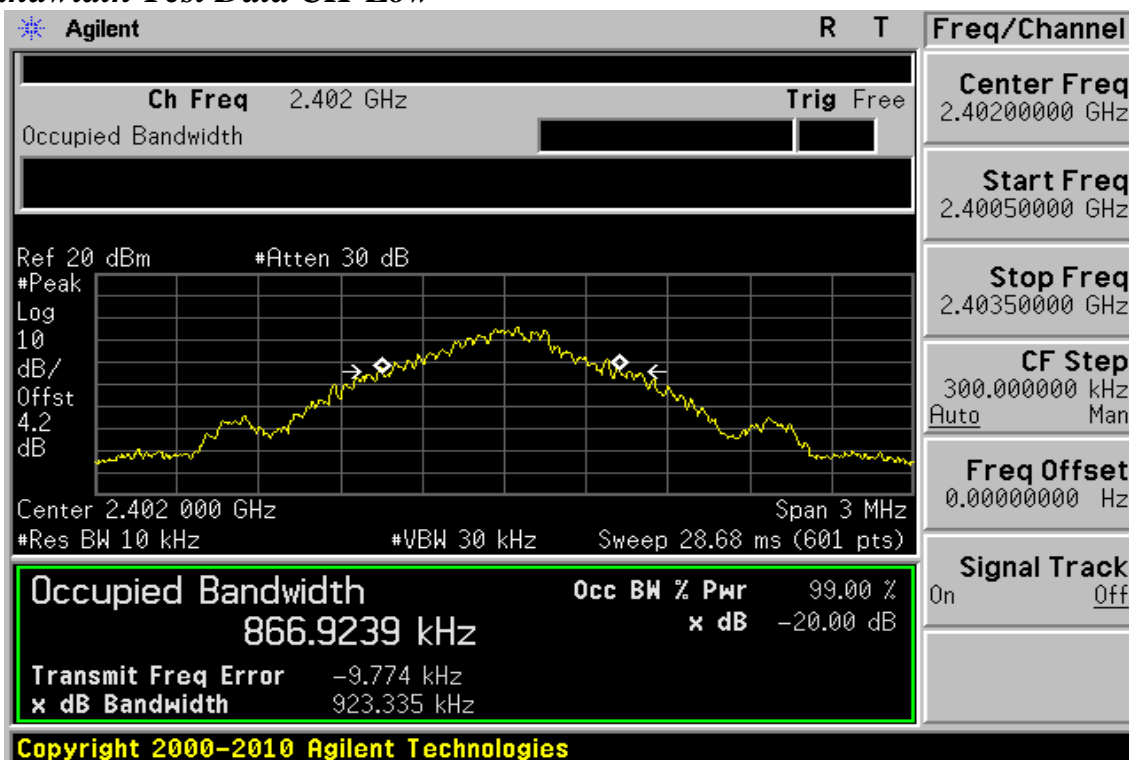 Agilent R T
Freq/Channel
Ch Freq 2.402 GHz Trig Free
Occupied Bandwidth
Center Freq
2.40200000 GHz
Start Freq
2.40050000 GHz
Stop Freq
2.40350000 GHz
CF Step
300.000000 kHz
Auto Man
Freq Offset
0.00000000 Hz
Signal Track
On Off
Ref 20 dBm #Atten 30 dB
#Peak
Log
10
dB/
Offst
4.2
dB
Center 2.402 000 GHz Span 3 MHz
#Res BW 10 kHz #VBW 30 kHz Sweep 28.68 ms (601 pts)
Occupied Bandwidth
866.9239 kHz
Occ BW % Pwr 99.00 %
x dB -20.00 dB
Transmit Freq Error -9.774 kHz
x dB Bandwidth 923.335 kHz
Copyright 2000-2010 Agilent Technologies